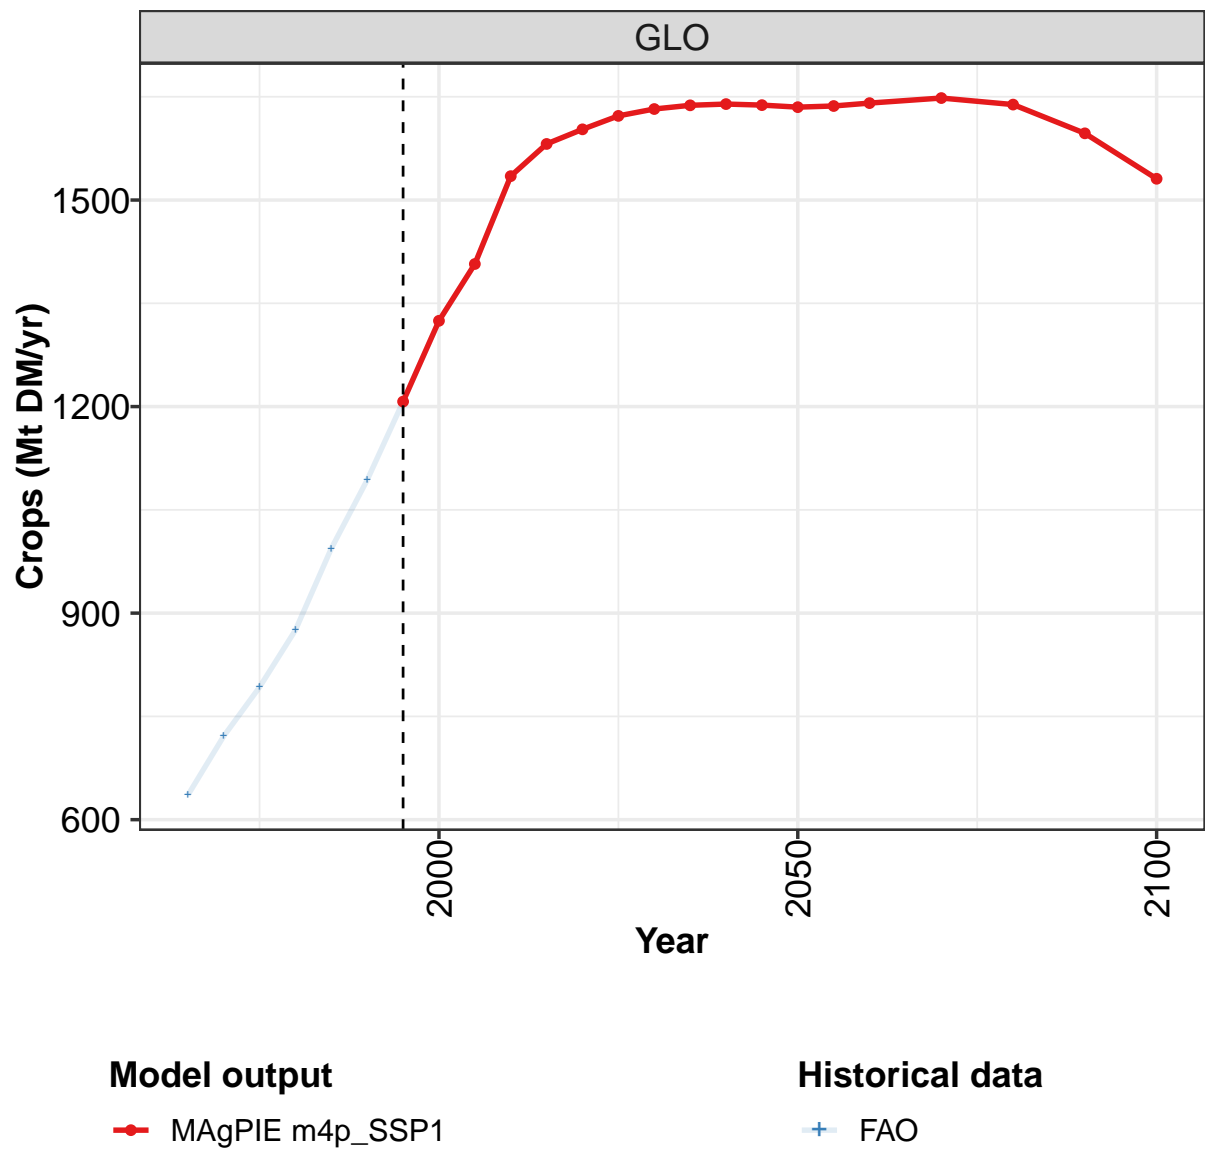 GLO
Crops (Mt DM/yr)
1500
1200
900
600
2000
2050
2100
Year
Model output
MAgPIE m4p_SSP1
Historical data
FAO